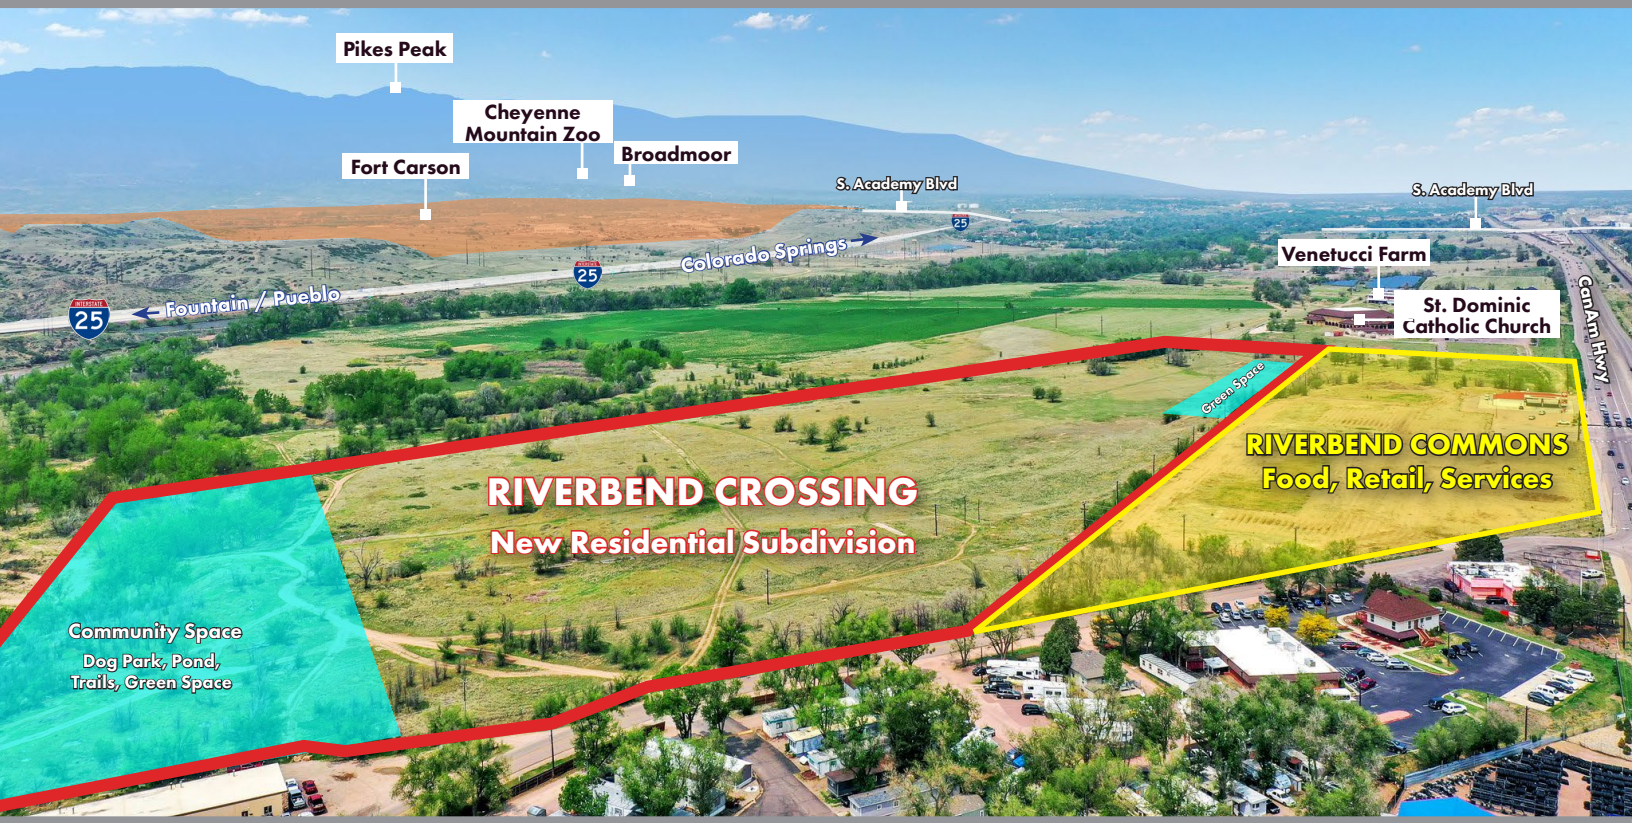 Pikes Peak
Cheyenne
Mountain Zoo
Broadmoor
Fort Carson
S. Academy Blvd
S. Academy Blvd
25
Colorado Springs
Venetucci Farm
INTERSTATE
25
Fountain / Pueblo
INTERSTATE
25
St. Dominic
Catholic Church
CanAm Hwy
Green Space
RIVERBEND COMMONS
Food, Retail, Services
RIVERBEND CROSSING
New Residential Subdivision
Community Space
Dog Park, Pond,
Trails, Green Space